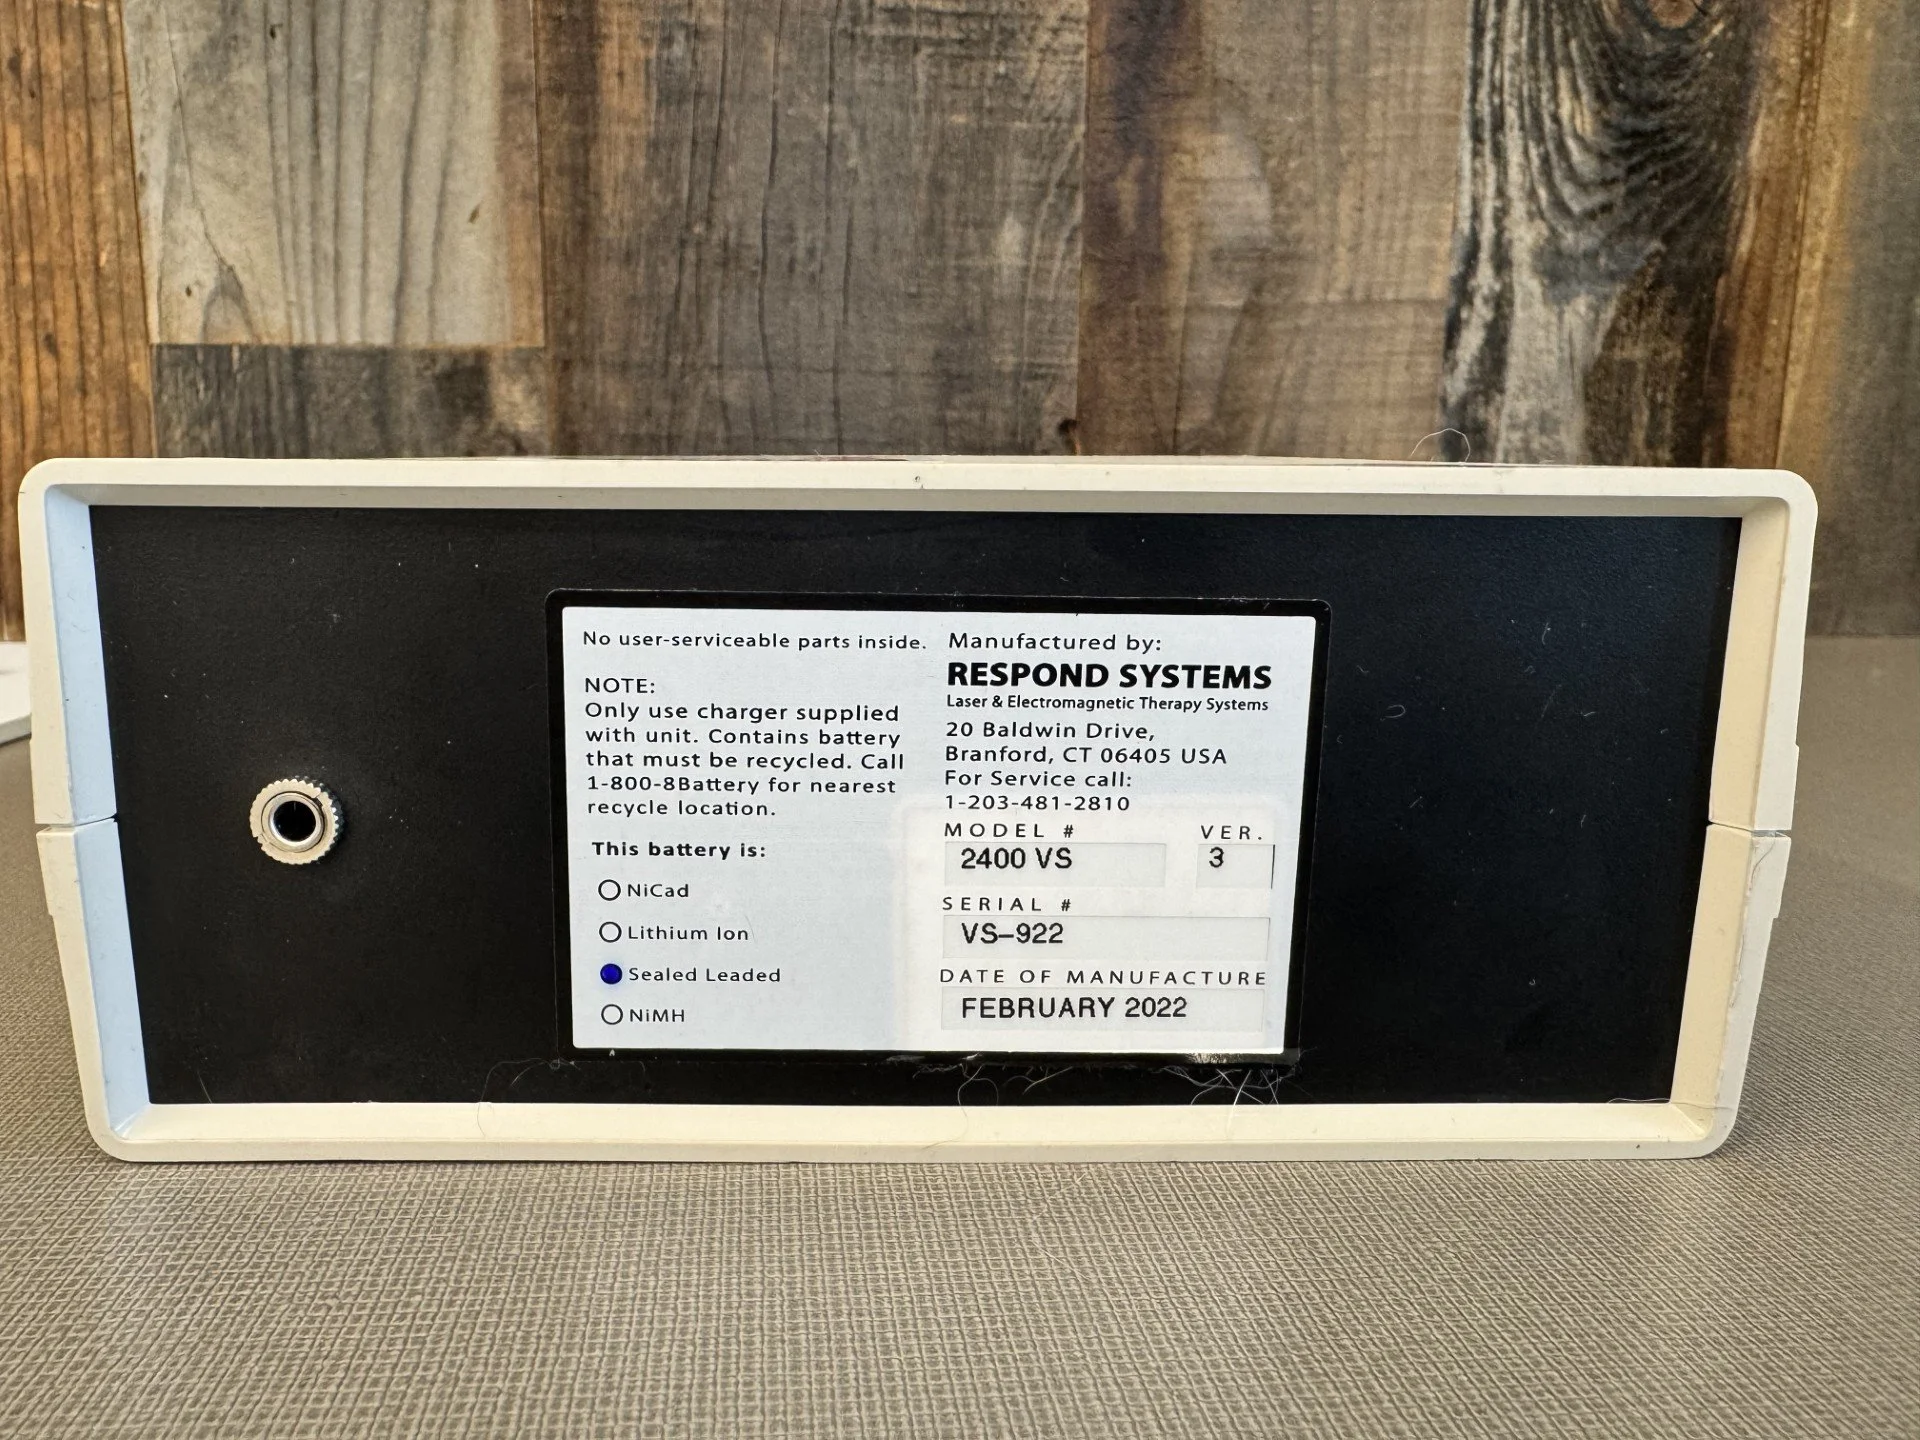 No user-serviceable parts inside.
NOTE:
Only use charger supplied
with unit. Contains battery
that must be recycled. Call
1-800-8Battery for nearest
recycle location.
This battery is:
NiCad
Lithium Ion
Sealed Leaded
NiMH
Manufactured by:
RESPOND SYSTEMS
Laser & Electromagnetic Therapy Systems
20 Baldwin Drive,
Branford, CT 06405 USA
For Service call:
1-203-481-2810
MODEL # VER.
2400 VS 3
SERIAL #
VS-922
DATE OF MANUFACTURE
FEBRUARY 2022